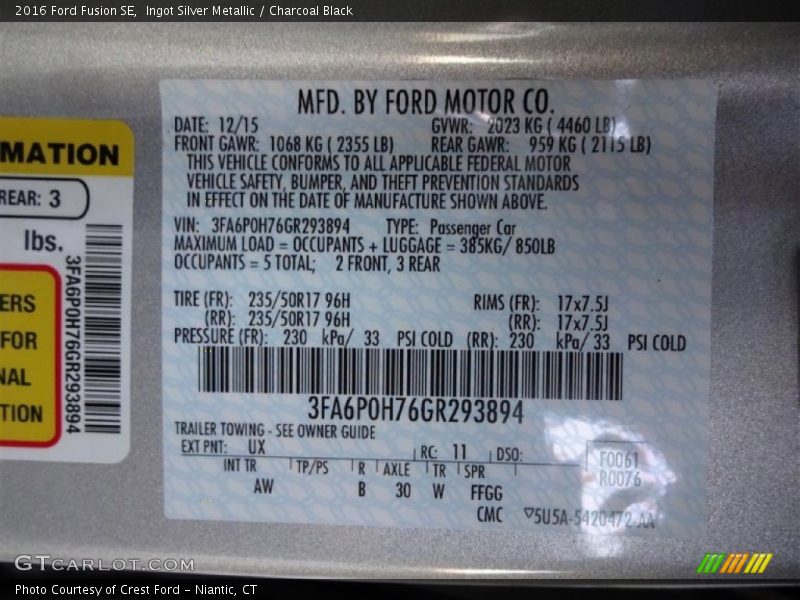 2016 Ford Fusion SE, Ingot Silver Metallic / Charcoal Black
MFD. BY FORD MOTOR CO.
DATE: 12/15 GVWR: 2023 KG ( 4460 LB)
FRONT GAWR: 1068 KG ( 2355 LB) REAR GAWR: 959 KG ( 2115 LB)
THIS VEHICLE CONFORMS TO ALL APPLICABLE FEDERAL MOTOR
VEHICLE SAFETY, BUMPER, AND THEFT PREVENTION STANDARDS
IN EFFECT ON THE DATE OF MANUFACTURE SHOWN ABOVE.
VIN: 3FA6P0H76GR293894 TYPE: Passenger Car
MAXIMUM LOAD = OCCUPANTS + LUGGAGE = 385KG/ 850LB
OCCUPANTS = 5 TOTAL; 2 FRONT, 3 REAR
TIRE (FR): 235/50R17 96H RIMS (FR): 17x7.5J
(RR): 235/50R17 96H (RR): 17x7.5J
PRESSURE (FR): 230 kPa/ 33 PSI COLD (RR): 230 kPa/ 33 PSI COLD
3FA6P0H76GR293894
TRAILER TOWING - SEE OWNER GUIDE
EXT PNT: UX RC: 11 DSO:
INT TR TP/PS R AXLE TR SPR
AW B 30 W FFGG
CMC ▽5U5A-5420472-AA
F0061
R0076
MATION
REAR: 3
lbs.
3FA6P0H76GR293894
ERS
FOR
NAL
TION
GTCARLOT.COM
Photo Courtesy of Crest Ford - Niantic, CT